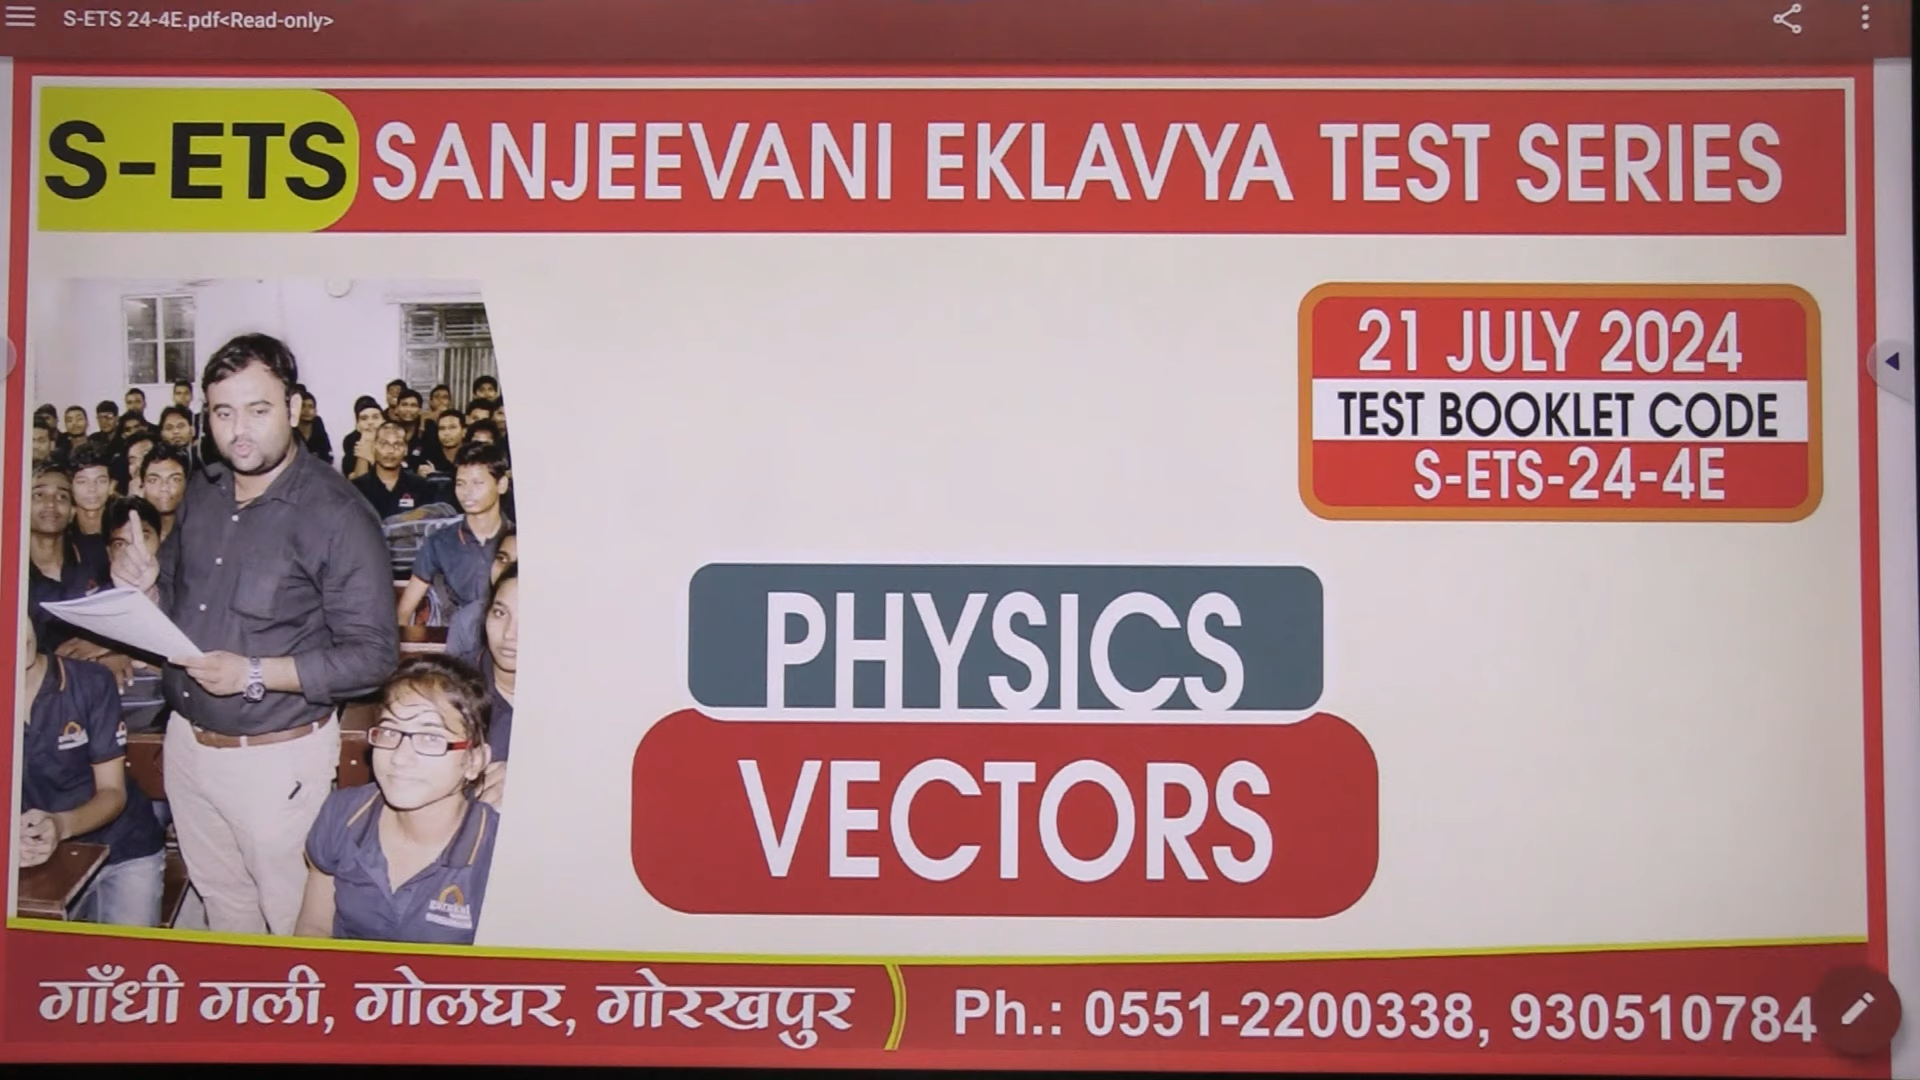 S-ETS 24-4E.pdf<Read-only>
S-ETS SANJEEVANI EKLAVYA TEST SERIES
21 JULY 2024
TEST BOOKLET CODE
S-ETS-24-4E
PHYSICS
VECTORS
गाँधी गली, गोलघर, गोरखपुर
Ph.: 0551-2200338, 930510784